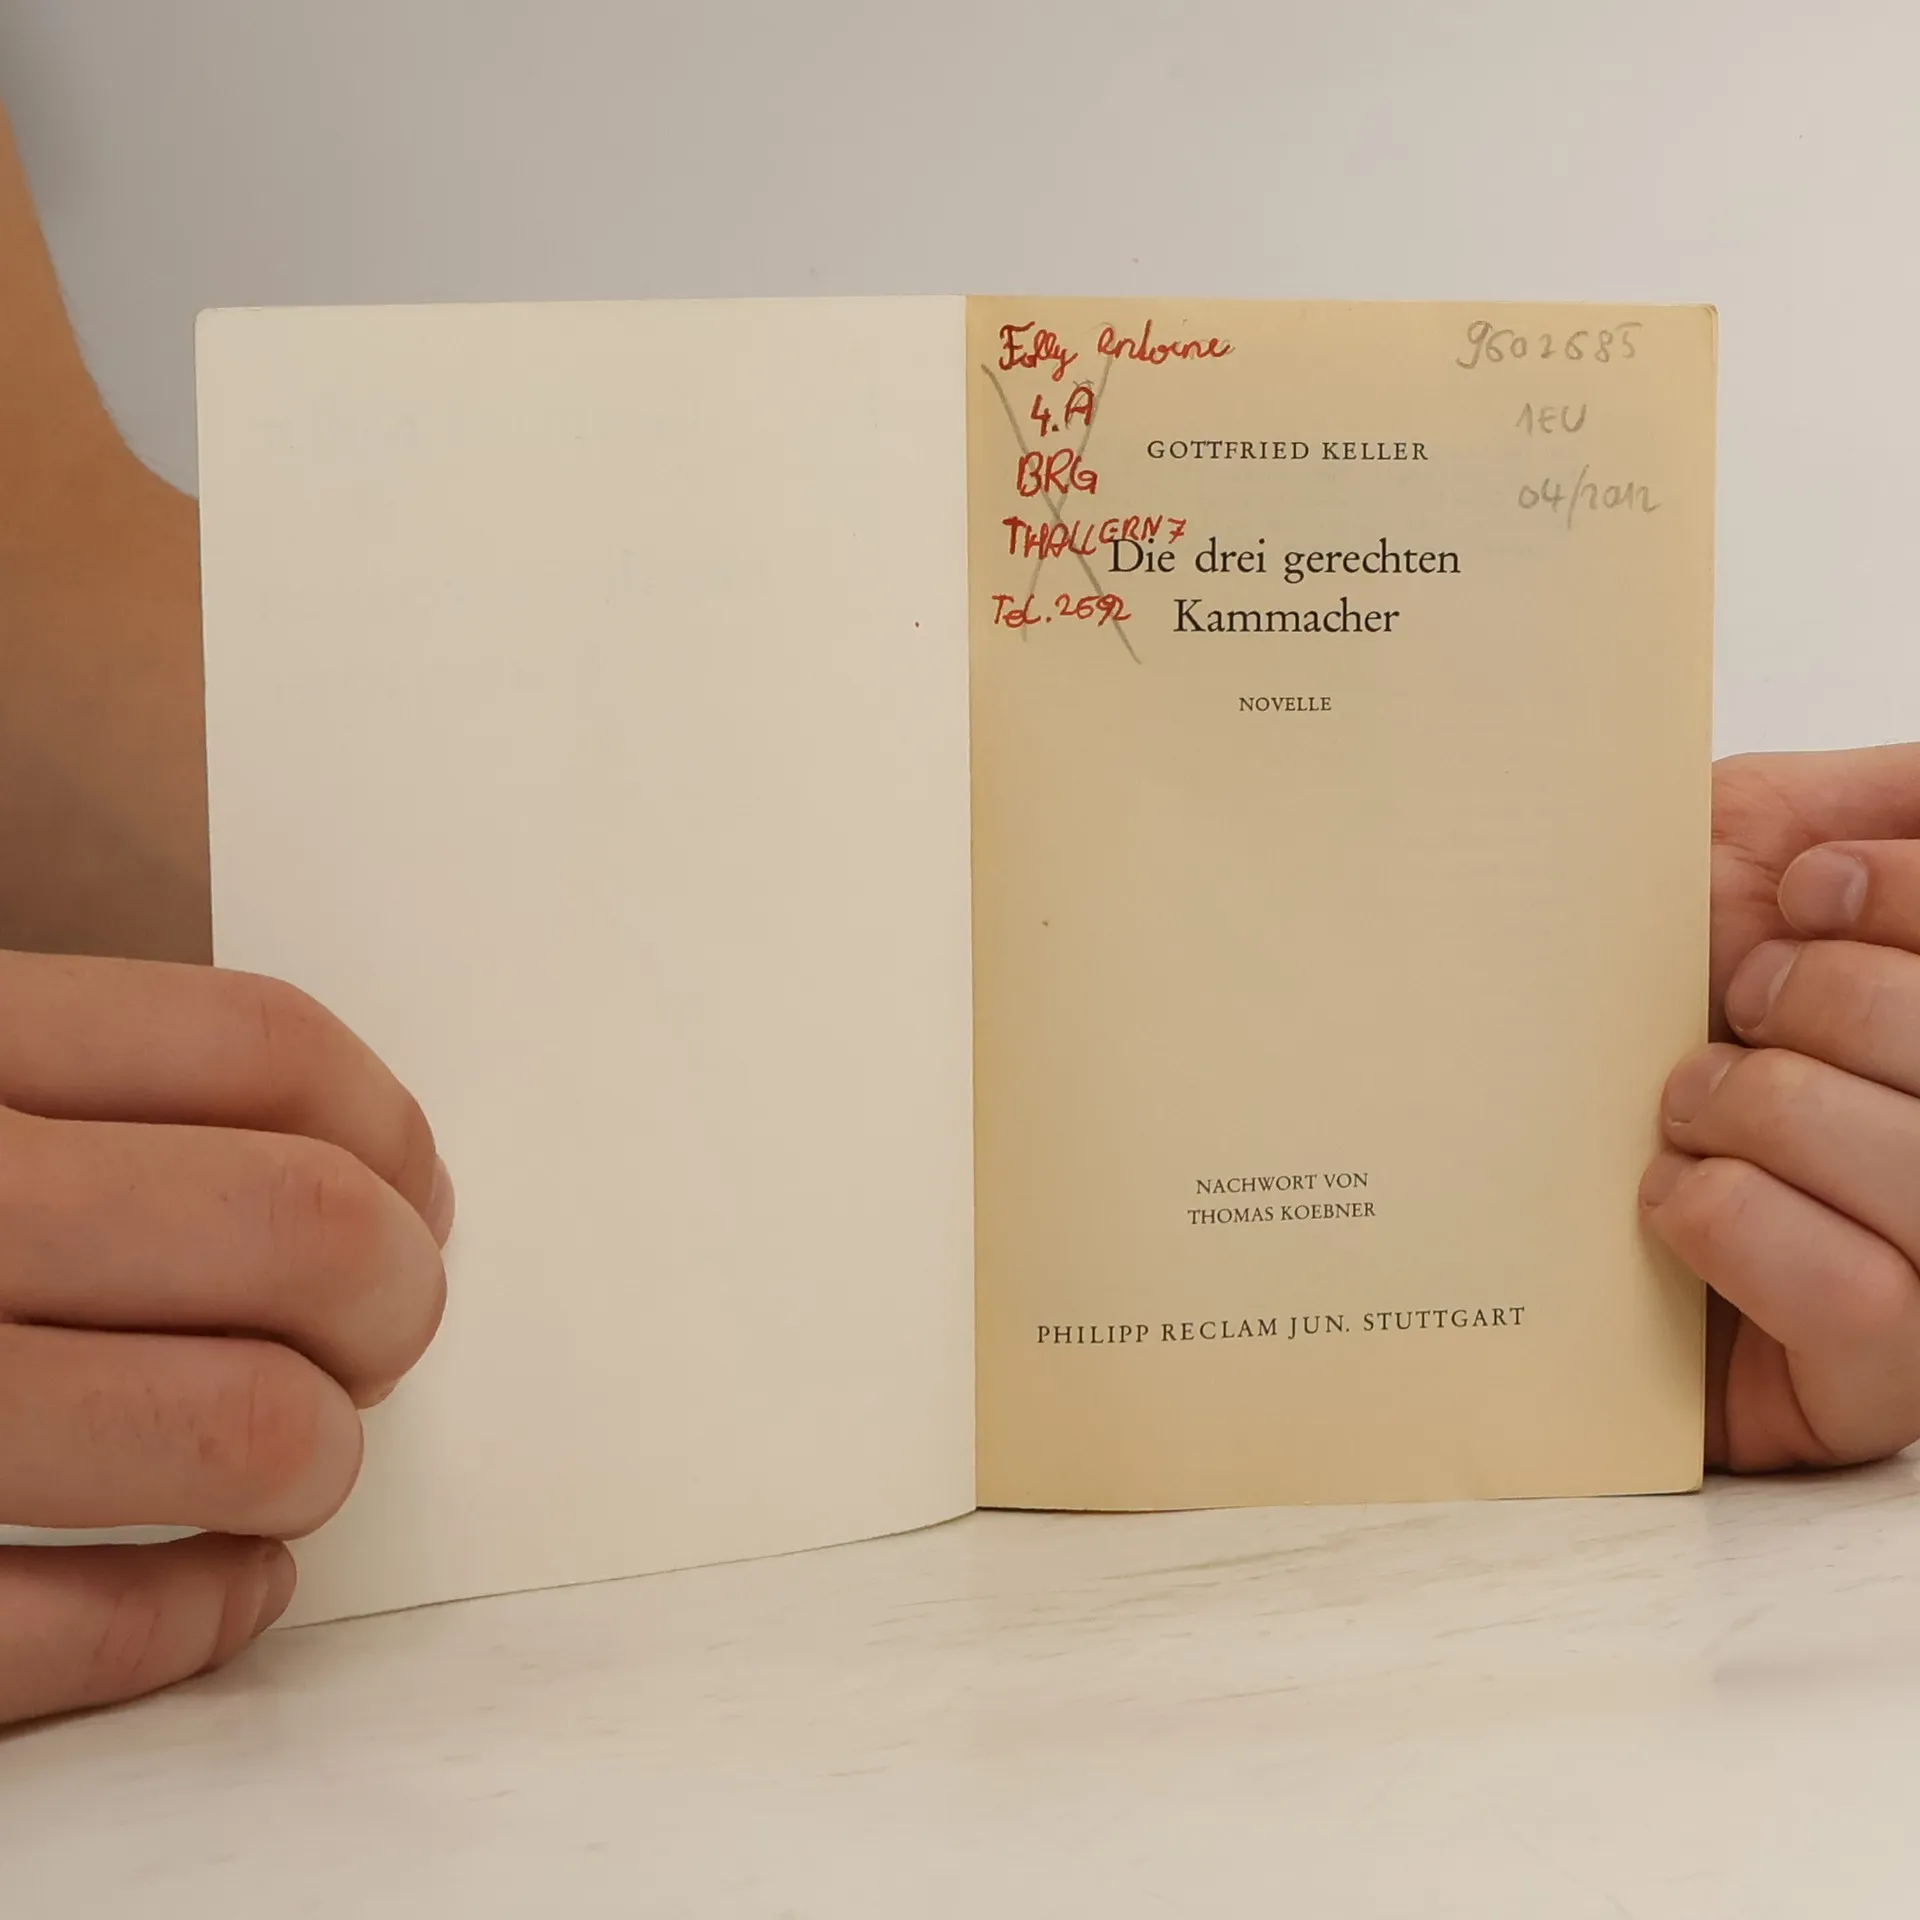 Folly Antoine
4.A
BRG
THALLERN 7
Tel. 2692
9602685
1EU
04/2012
GOTTFRIED KELLER
Die drei gerechten
Kammacher
NOVELLE
NACHWORT VON
THOMAS KOEBNER
PHILIPP RECLAM JUN. STUTTGART